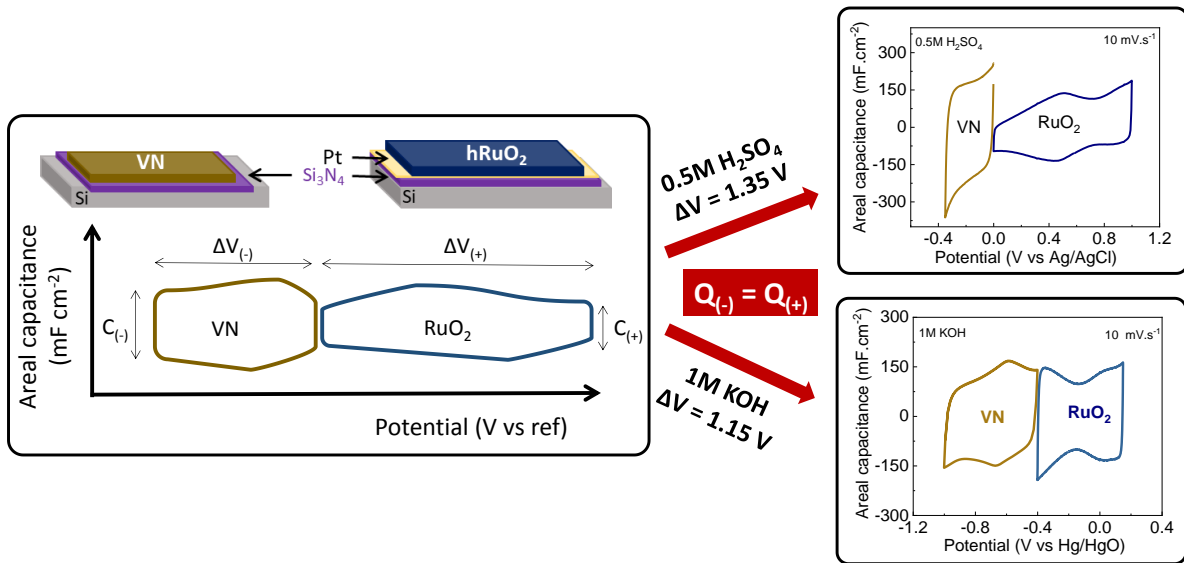 VN
Pt
hRuO₂
Si₃N₄
Si
Si
ΔV(-)
ΔV(+)
Areal capacitance
(mF cm⁻²)
C(-)
VN
RuO₂
C(+)
Potential (V vs ref)
0.5M H₂SO₄
ΔV = 1.35 V
Q(-) = Q(+)
1M KOH
ΔV = 1.15 V
0.5M H₂SO₄
10 mV.s⁻¹
Areal capacitance (mF.cm⁻²)
300
150
0
-150
-300
VN
RuO₂
-0.4 0.0 0.4 0.8 1.2
Potential (V vs Ag/AgCl)
1M KOH
10 mV.s⁻¹
Areal capacitance (mF.cm⁻²)
300
150
0
-150
-300
VN
RuO₂
-1.2 -0.8 -0.4 0.0 0.4
Potential (V vs Hg/HgO)